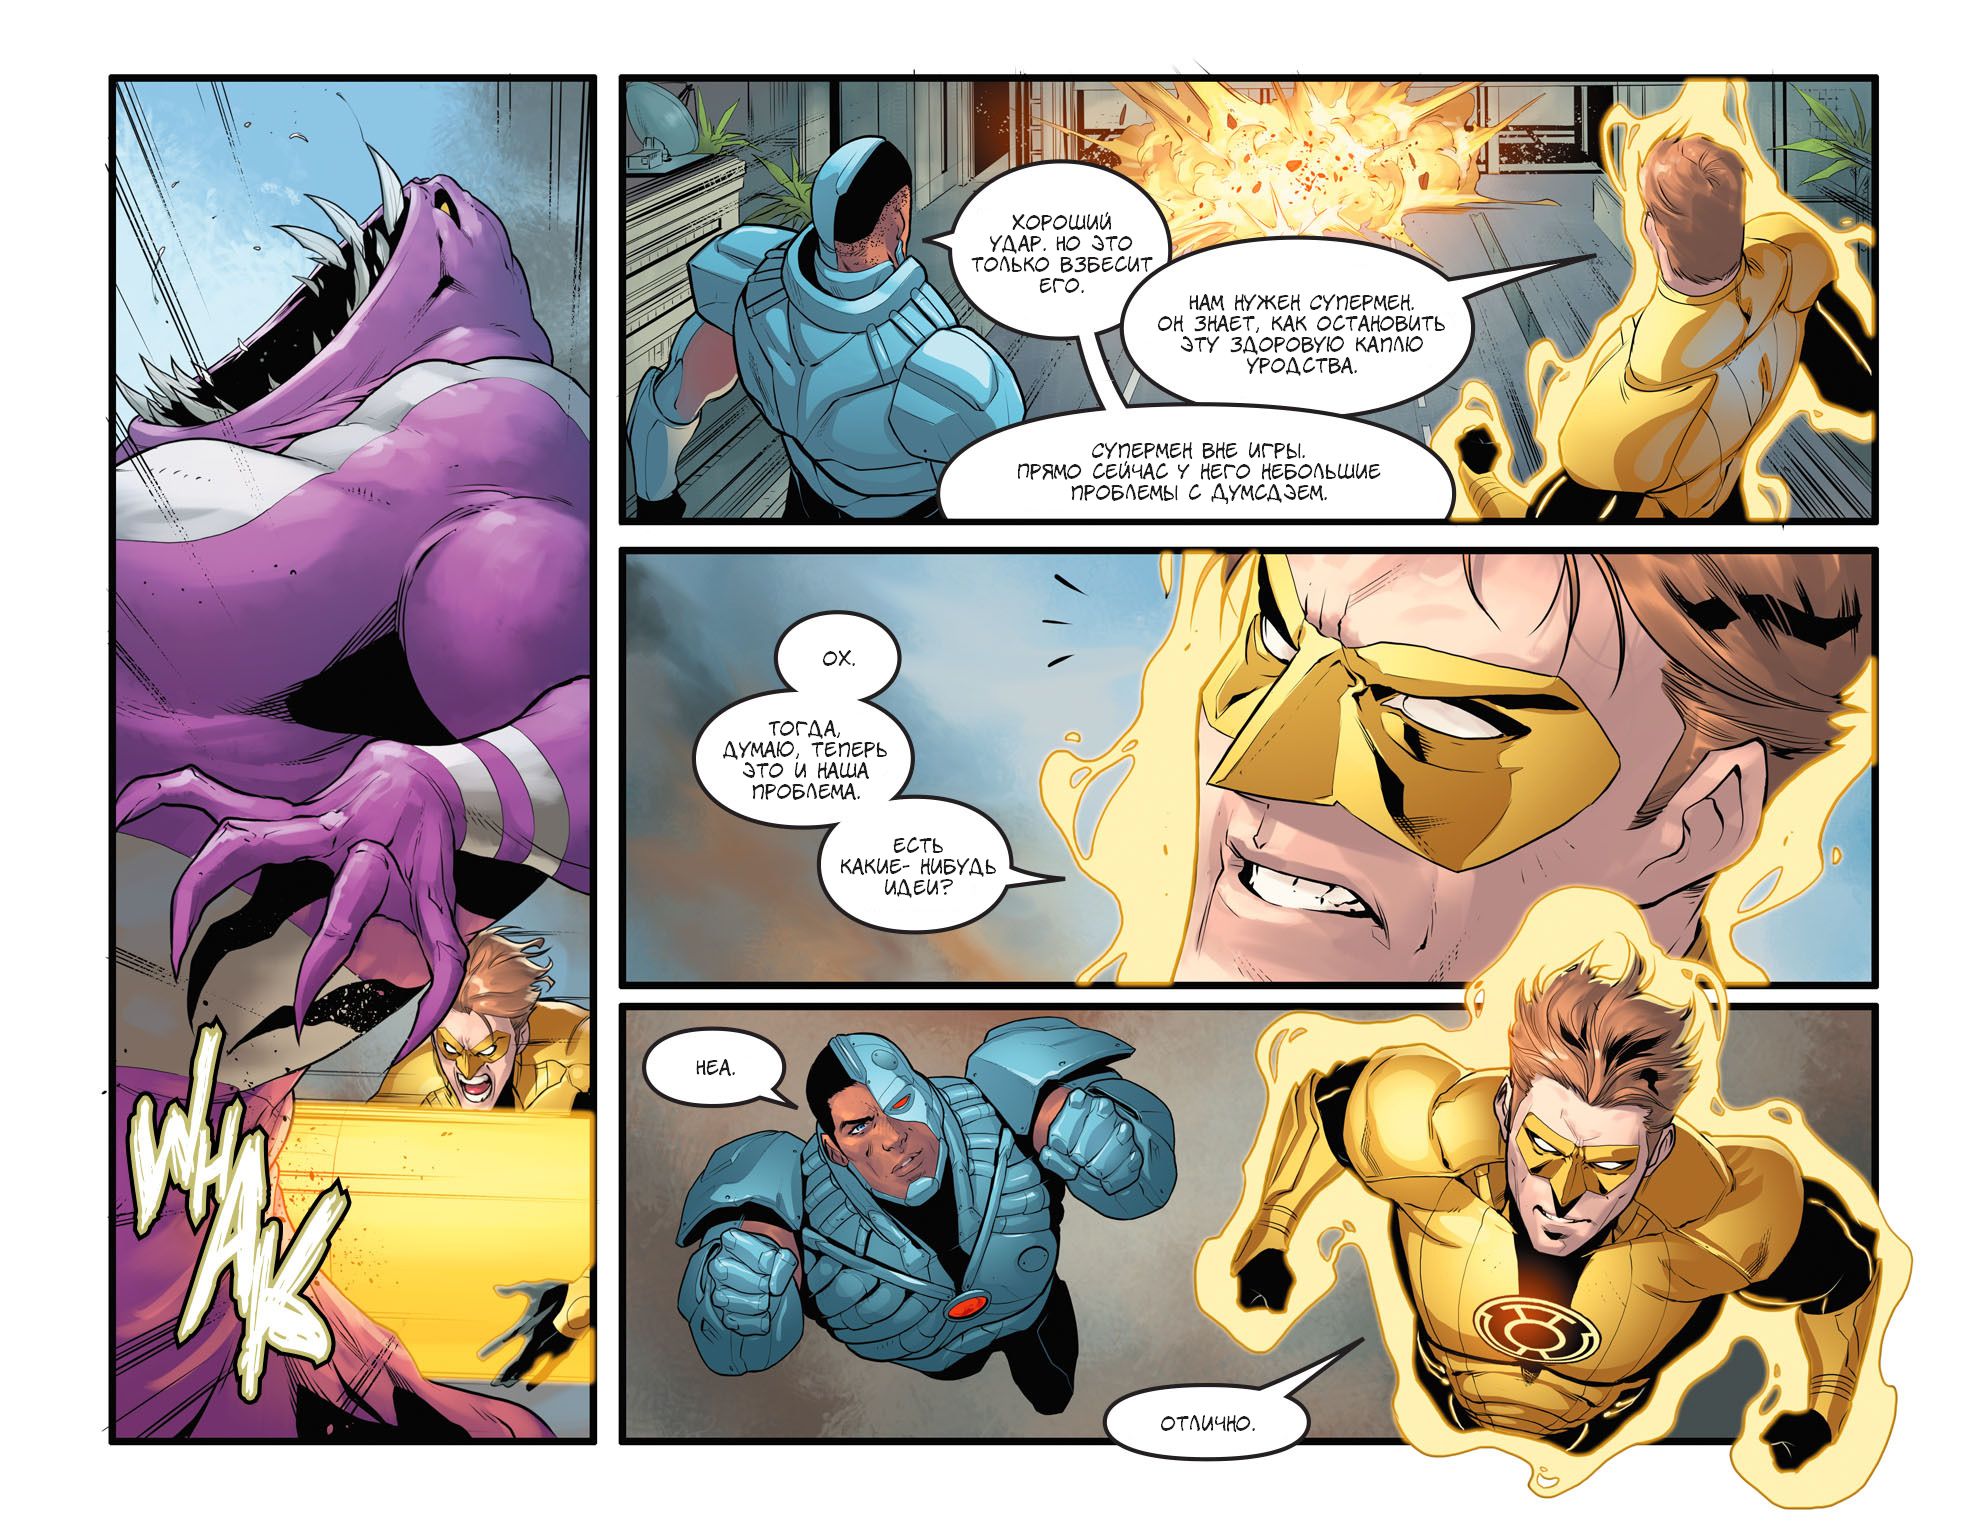 WHAK
ХОРОШИЙ
УДАР. НО ЭТО
ТОЛЬКО ВЗБЕСИТ
ЕГО.
НАМ НУЖЕН СУПЕРМЕН.
ОН ЗНАЕТ, КАК ОСТАНОВИТЬ
ЭТУ ЗДОРОВУЮ КАПЛЮ
УРОДСТВА.
СУПЕРМЕН ВНЕ ИГРЫ.
ПРЯМО СЕЙЧАС У НЕГО НЕБОЛЬШИЕ
ПРОБЛЕМЫ С ДУМСДЭЕМ.
ОХ.
ТОГДА,
ДУМАЮ, ТЕПЕРЬ
ЭТО И НАША
ПРОБЛЕМА.
ЕСТЬ
КАКИЕ- НИБУДЬ
ИДЕИ?
НЕА.
ОТЛИЧНО.